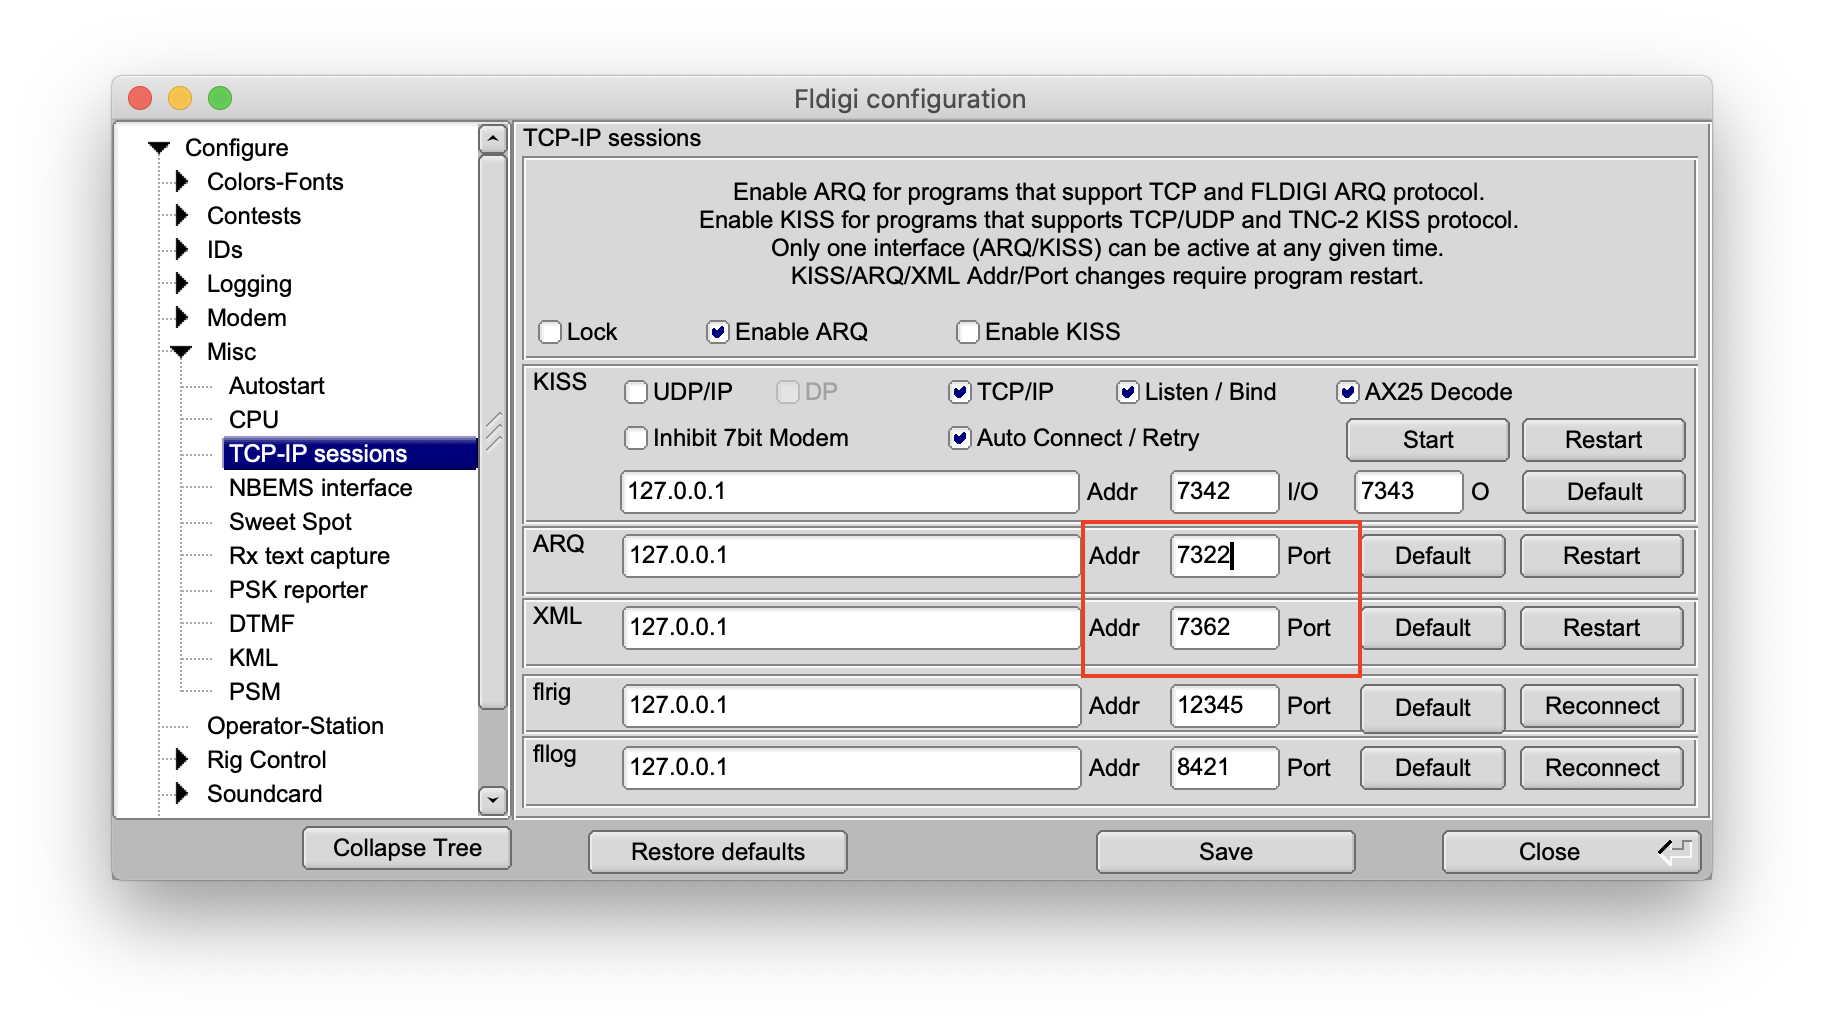 Fldigi configuration
Configure
Colors-Fonts
Contests
IDs
Logging
Modem
Misc
Autostart
CPU
TCP-IP sessions
NBEMS interface
Sweet Spot
Rx text capture
PSK reporter
DTMF
KML
PSM
Operator-Station
Rig Control
Soundcard
Collapse Tree
TCP-IP sessions
Enable ARQ for programs that support TCP and FLDIGI ARQ protocol.
Enable KISS for programs that supports TCP/UDP and TNC-2 KISS protocol.
Only one interface (ARQ/KISS) can be active at any given time.
KISS/ARQ/XML Addr/Port changes require program restart.
Lock Enable ARQ Enable KISS
KISS UDP/IP DP TCP/IP Listen / Bind AX25 Decode
Inhibit 7bit Modem Auto Connect / Retry Start Restart
127.0.0.1 Addr 7342 I/O 7343 O Default
ARQ 127.0.0.1 Addr 7322 Port Default Restart
XML 127.0.0.1 Addr 7362 Port Default Restart
flrig 127.0.0.1 Addr 12345 Port Default Reconnect
fllog 127.0.0.1 Addr 8421 Port Default Reconnect
Restore defaults Save Close